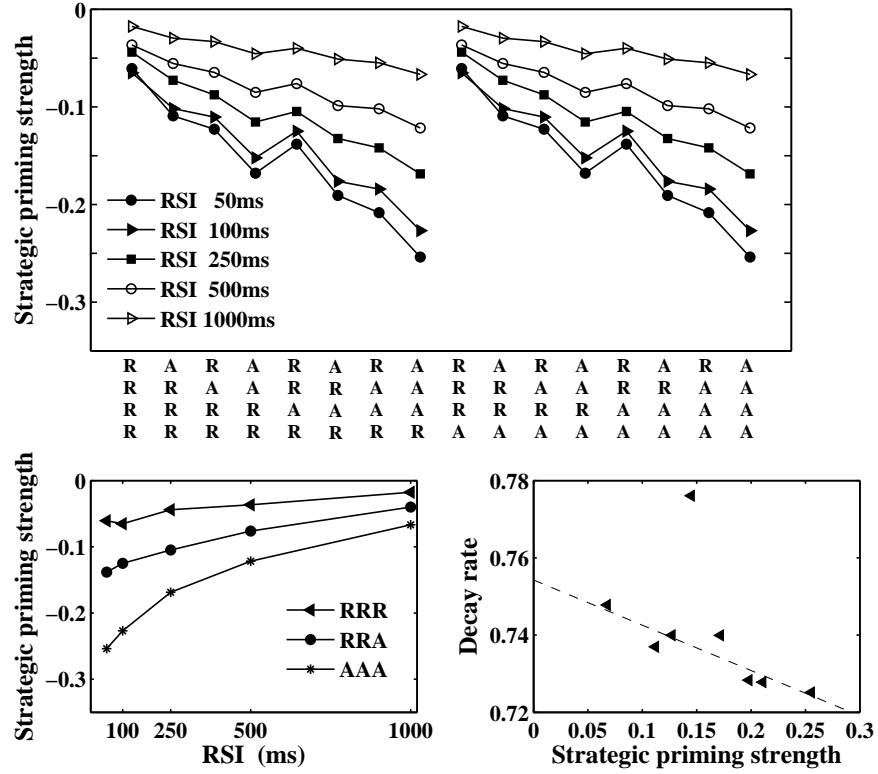 Strategic priming strength
0
−0.1
−0.2
−0.3
RSI 50ms
RSI 100ms
RSI 250ms
RSI 500ms
RSI 1000ms
R A R A R A R A R A R A R A R A
R R A A R R A A R R A A R R A A
R R R R A A A A R R R R A A A A
R R R R R R R R A A A A A A A A
Strategic priming strength
0
−0.1
−0.2
−0.3
RRR
RRA
AAA
100 250 500 1000
RSI (ms)
Decay rate
0.78
0.76
0.74
0.72
0 0.05 0.1 0.15 0.2 0.25 0.3
Strategic priming strength